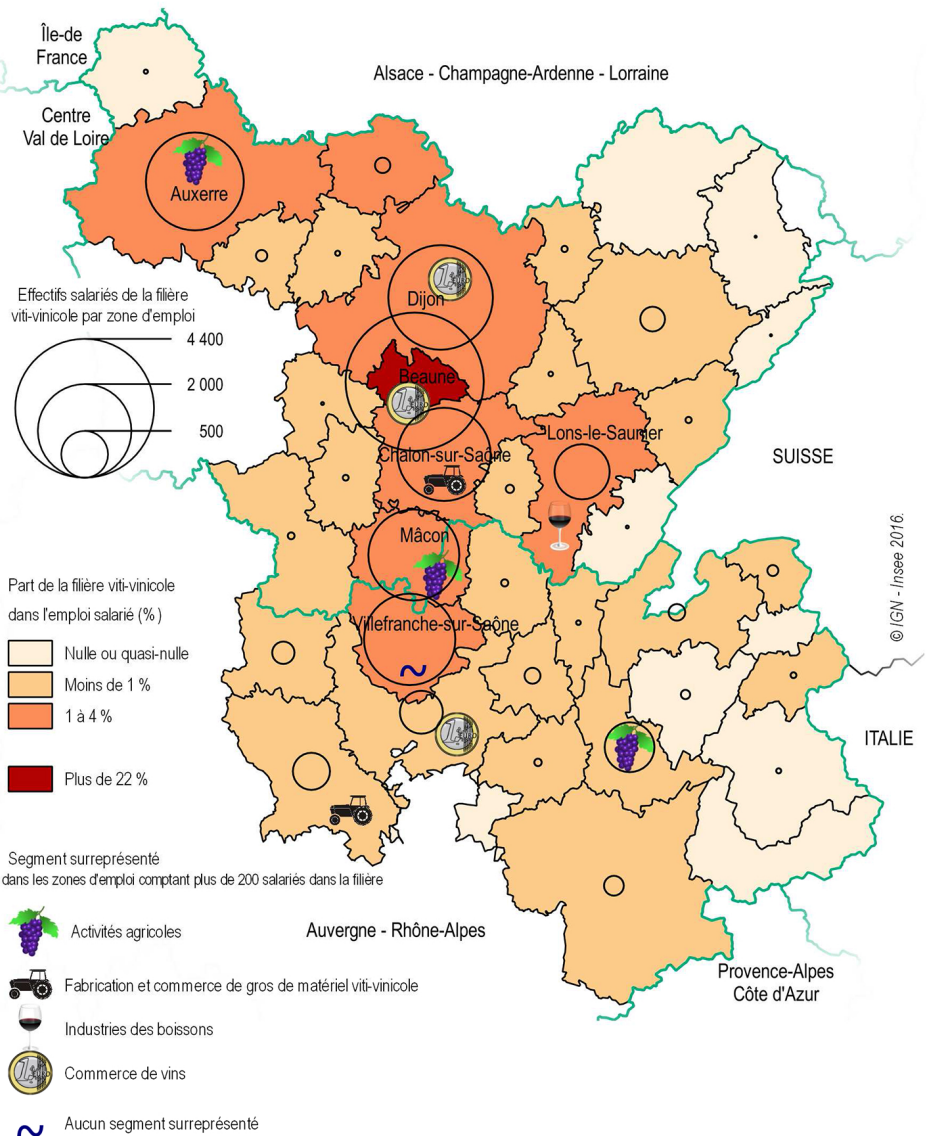 Île-de
France
Alsace - Champagne-Ardenne - Lorraine
Centre
Val de Loire
Auxerre
Effectifs salariés de la filière
viti-vinicole par zone d'emploi
4 400
2 000
500
Dijon
Beaune
Lons-le-Saunier
Chalon-sur-Saône
SUISSE
Mâcon
© IGN - Insee 2016.
Part de la filière viti-vinicole
dans l'emploi salarié (%)
Villefranche-sur-Saône
Nulle ou quasi-nulle
Moins de 1 %
1 à 4 %
Plus de 22 %
ITALIE
Segment surreprésenté
dans les zones d'emploi comptant plus de 200 salariés dans la filière
Activités agricoles
Auvergne - Rhône-Alpes
Provence-Alpes
Côte d'Azur
Fabrication et commerce de gros de matériel viti-vinicole
Industries des boissons
Commerce de vins
Aucun segment surreprésenté